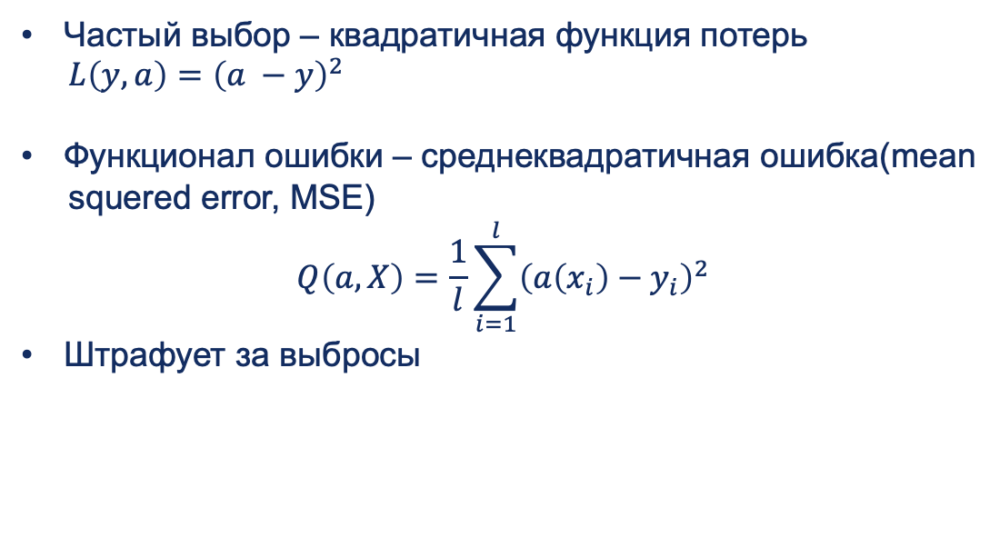 • Частый выбор – квадратичная функция потерь
L(y, a) = (a − y)²
• Функционал ошибки – среднеквадратичная ошибка(mean
squered error, MSE)
Q(a, X) = \frac{1}{l} \sum_{i=1}^{l} (a(x_i) − y_i)²
• Штрафует за выбросы